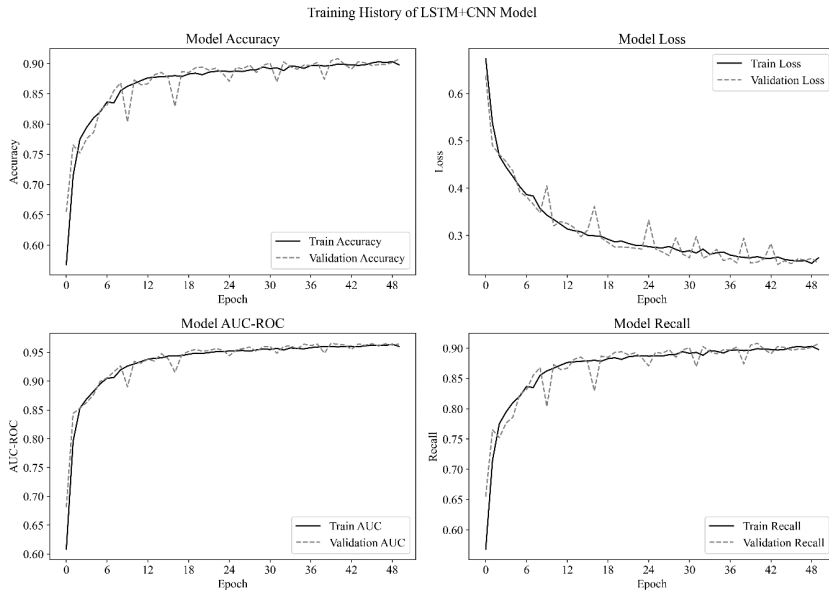 Training History of LSTM+CNN Model
Model Accuracy
Accuracy
0.90
0.85
0.80
0.75
0.70
0.65
0.60
Train Accuracy
Validation Accuracy
0 6 12 18 24 30 36 42 48
Epoch
Model Loss
Loss
0.6
0.5
0.4
0.3
Train Loss
Validation Loss
0 6 12 18 24 30 36 42 48
Epoch
Model AUC-ROC
AUC-ROC
0.95
0.90
0.85
0.80
0.75
0.70
0.65
0.60
Train AUC
Validation AUC
0 6 12 18 24 30 36 42 48
Epoch
Model Recall
Recall
0.90
0.85
0.80
0.75
0.70
0.65
0.60
Train Recall
Validation Recall
0 6 12 18 24 30 36 42 48
Epoch